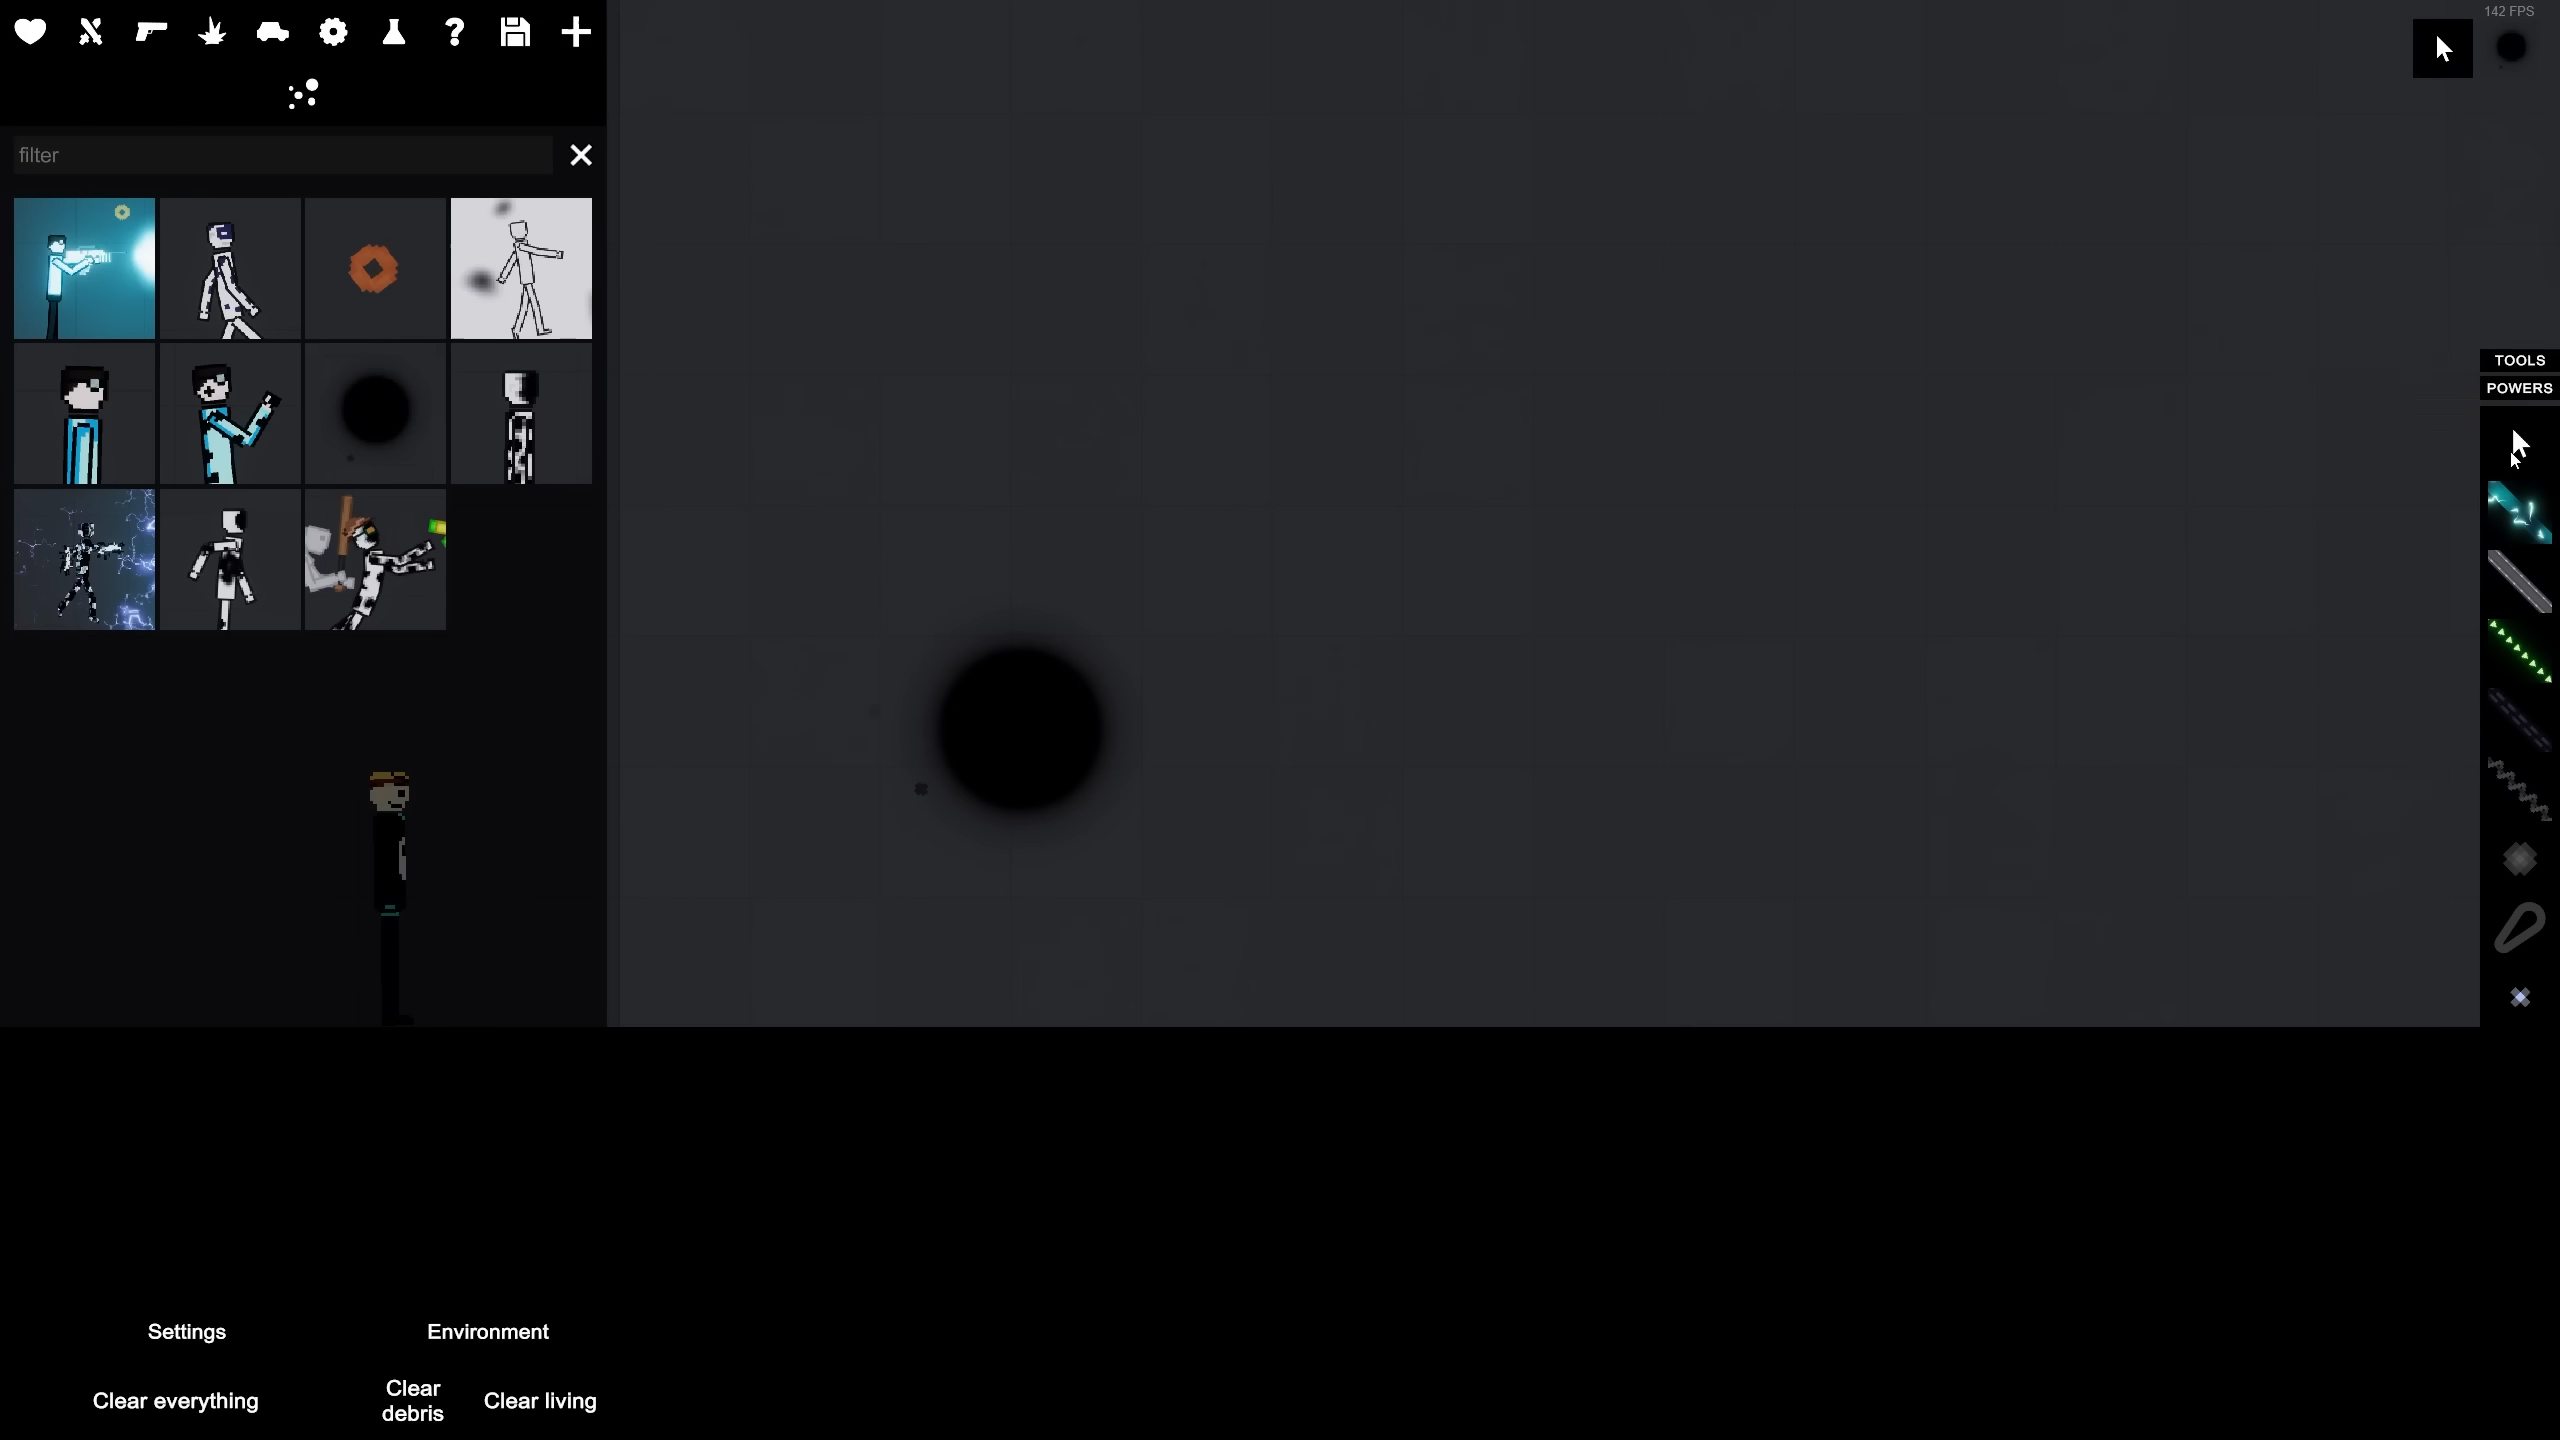 142 FPS
filter
TOOLS
POWERS
Settings
Environment
Clear everything
Clear
debris
Clear living